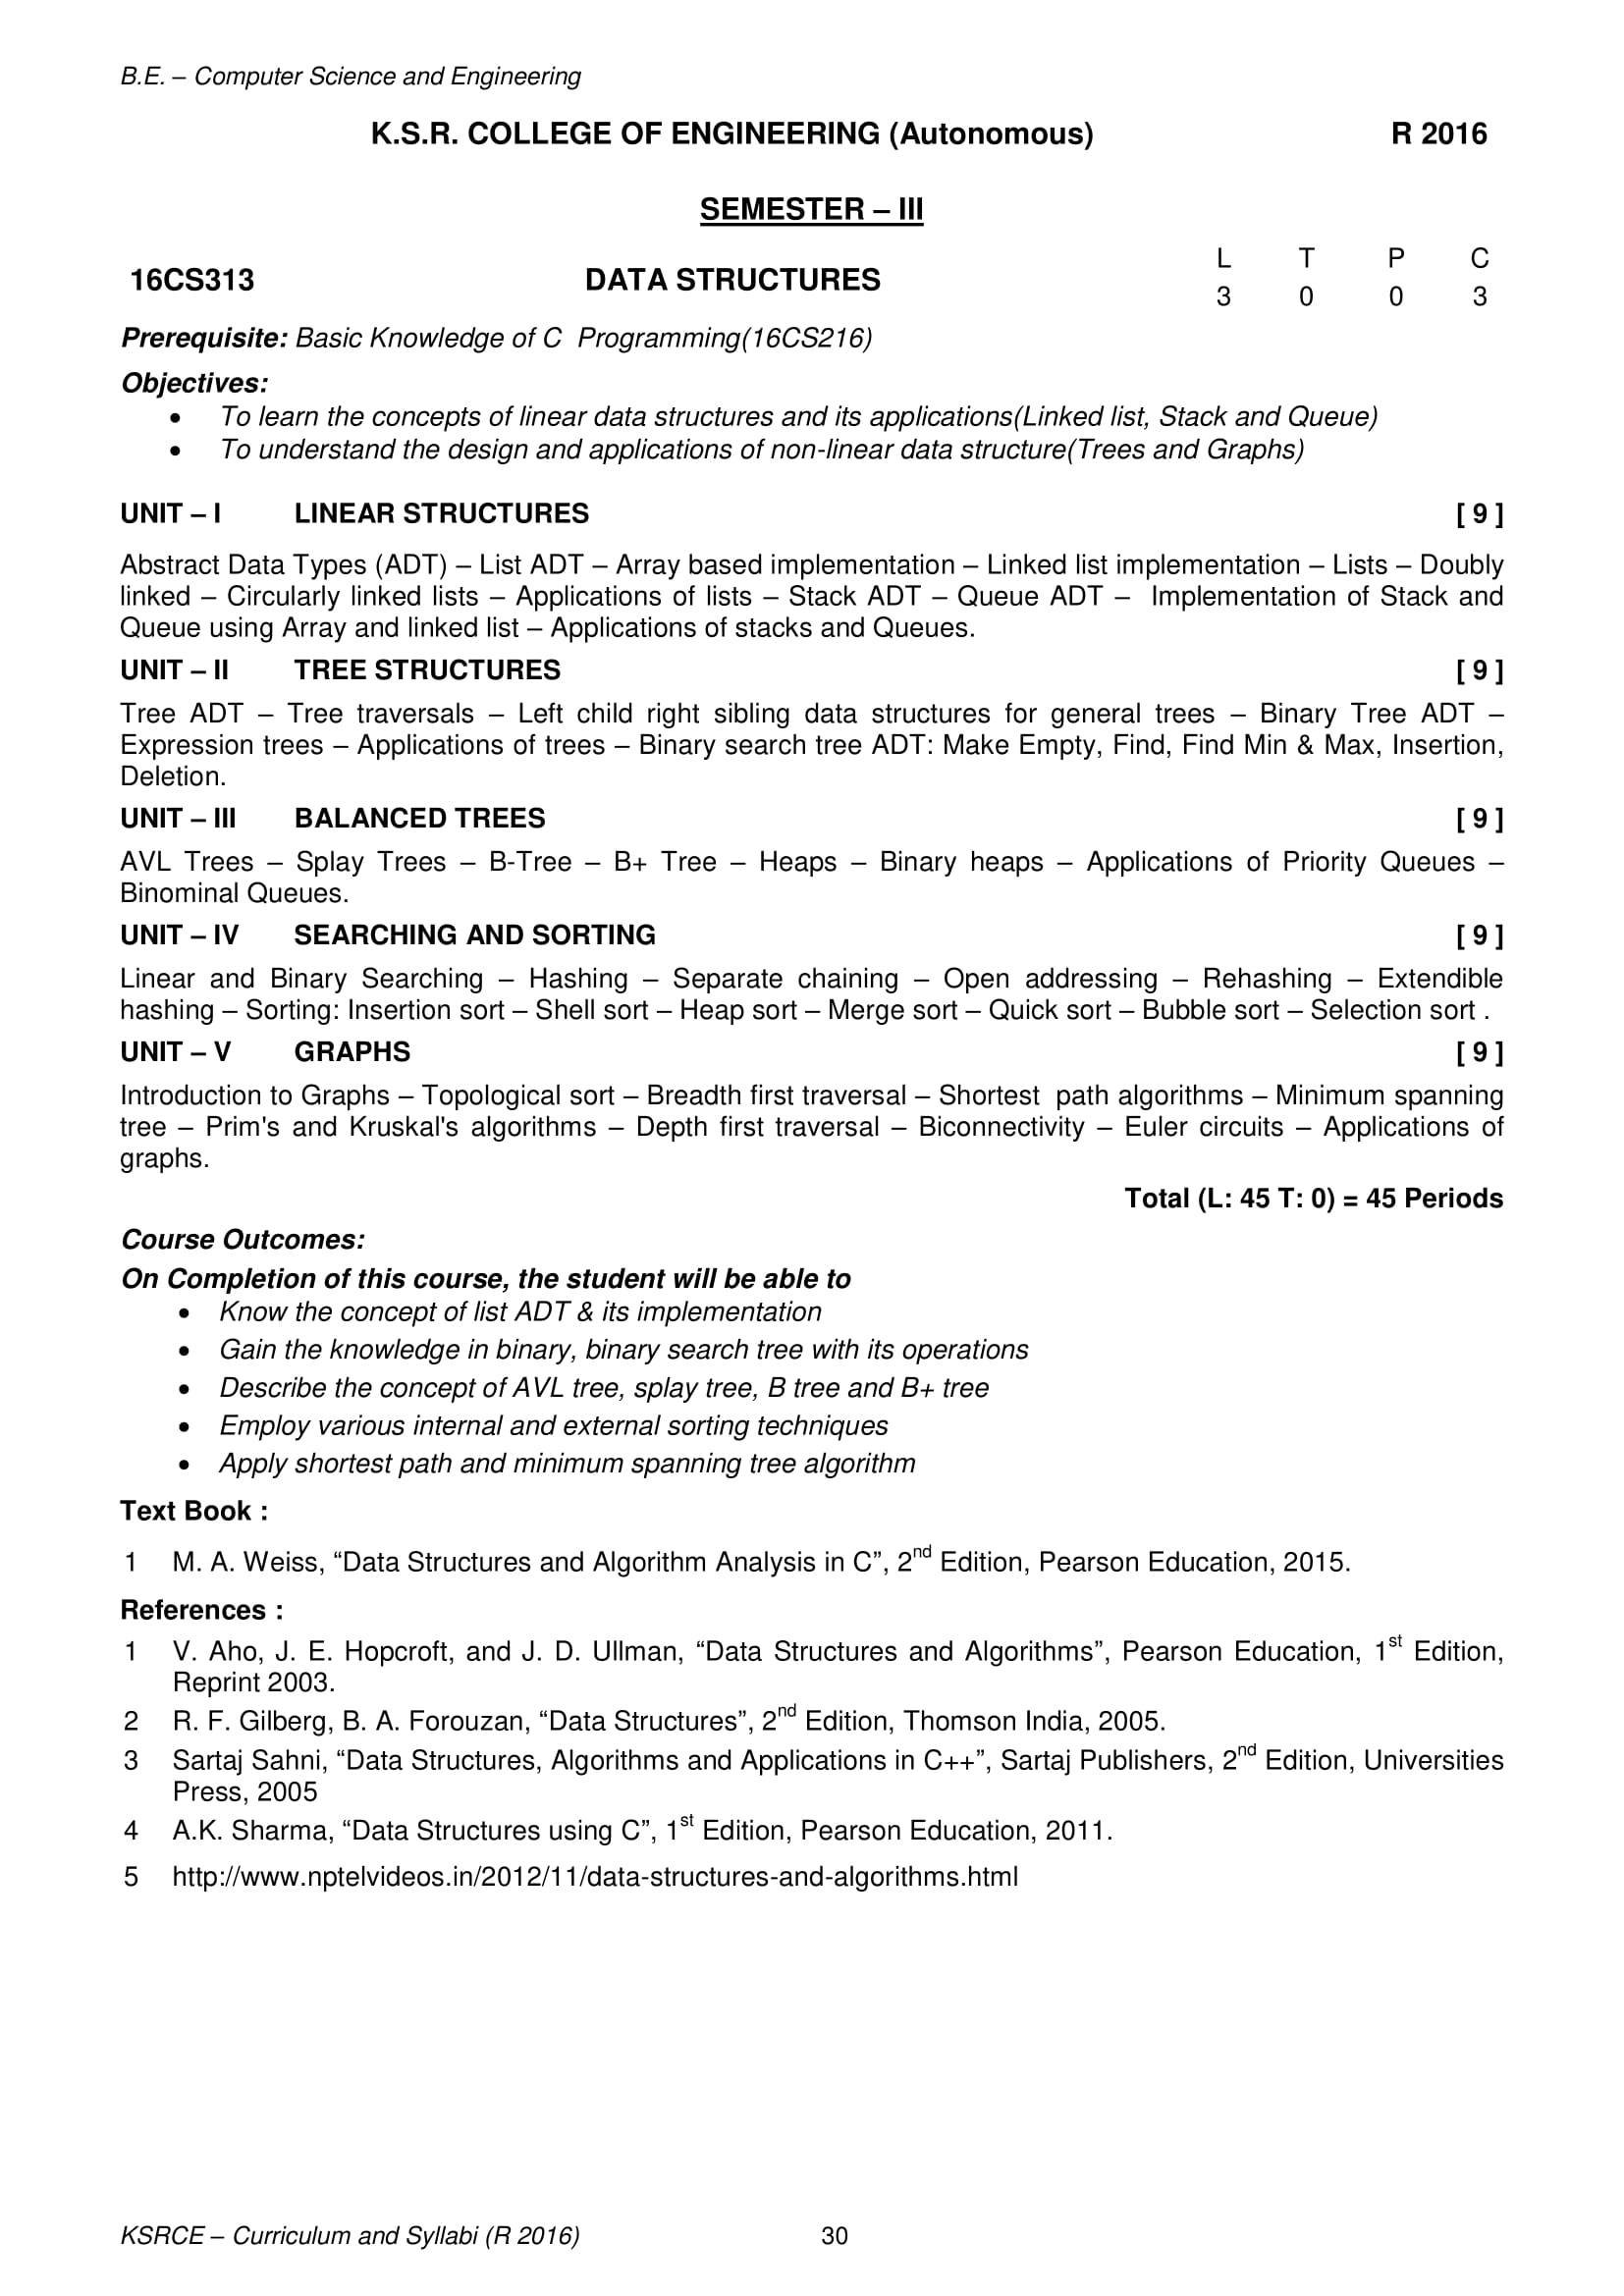 B.E. – Computer Science and Engineering
K.S.R. COLLEGE OF ENGINEERING (Autonomous) R 2016
SEMESTER – III
L T P C
16CS313 DATA STRUCTURES
3 0 0 3
Prerequisite: Basic Knowledge of C Programming(16CS216)
Objectives:
• To learn the concepts of linear data structures and its applications(Linked list, Stack and Queue)
• To understand the design and applications of non-linear data structure(Trees and Graphs)
UNIT – I LINEAR STRUCTURES [ 9 ]
Abstract Data Types (ADT) – List ADT – Array based implementation – Linked list implementation – Lists – Doubly
linked – Circularly linked lists – Applications of lists – Stack ADT – Queue ADT – Implementation of Stack and
Queue using Array and linked list – Applications of stacks and Queues.
UNIT – II TREE STRUCTURES [ 9 ]
Tree ADT – Tree traversals – Left child right sibling data structures for general trees – Binary Tree ADT –
Expression trees – Applications of trees – Binary search tree ADT: Make Empty, Find, Find Min & Max, Insertion,
Deletion.
UNIT – III BALANCED TREES [ 9 ]
AVL Trees – Splay Trees – B-Tree – B+ Tree – Heaps – Binary heaps – Applications of Priority Queues –
Binominal Queues.
UNIT – IV SEARCHING AND SORTING [ 9 ]
Linear and Binary Searching – Hashing – Separate chaining – Open addressing – Rehashing – Extendible
hashing – Sorting: Insertion sort – Shell sort – Heap sort – Merge sort – Quick sort – Bubble sort – Selection sort .
UNIT – V GRAPHS [ 9 ]
Introduction to Graphs – Topological sort – Breadth first traversal – Shortest path algorithms – Minimum spanning
tree – Prim's and Kruskal's algorithms – Depth first traversal – Biconnectivity – Euler circuits – Applications of
graphs.
Total (L: 45 T: 0) = 45 Periods
Course Outcomes:
On Completion of this course, the student will be able to
• Know the concept of list ADT & its implementation
• Gain the knowledge in binary, binary search tree with its operations
• Describe the concept of AVL tree, splay tree, B tree and B+ tree
• Employ various internal and external sorting techniques
• Apply shortest path and minimum spanning tree algorithm
Text Book :
1 M. A. Weiss, “Data Structures and Algorithm Analysis in C”, 2nd Edition, Pearson Education, 2015.
References :
1 V. Aho, J. E. Hopcroft, and J. D. Ullman, “Data Structures and Algorithms”, Pearson Education, 1st Edition,
Reprint 2003.
2 R. F. Gilberg, B. A. Forouzan, “Data Structures”, 2nd Edition, Thomson India, 2005.
3 Sartaj Sahni, “Data Structures, Algorithms and Applications in C++”, Sartaj Publishers, 2nd Edition, Universities
Press, 2005
4 A.K. Sharma, “Data Structures using C”, 1st Edition, Pearson Education, 2011.
5 http://www.nptelvideos.in/2012/11/data-structures-and-algorithms.html
KSRCE – Curriculum and Syllabi (R 2016) 30